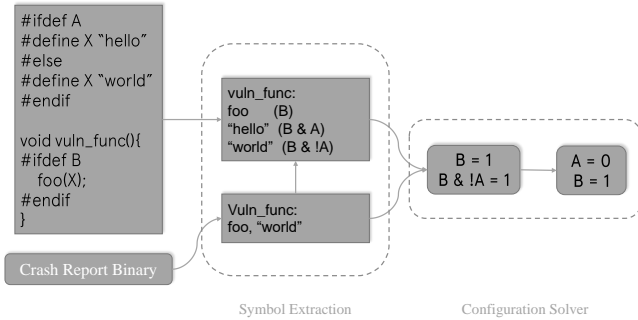 #ifdef A
#define X “hello”
#else
#define X “world”
#endif
void vuln_func(){
#ifdef B
foo(X);
#endif
}
Crash Report Binary
vuln_func:
foo (B)
“hello” (B & A)
“world” (B & !A)
Vuln_func:
foo, “world”
Symbol Extraction
B = 1
B & !A = 1
A = 0
B = 1
Configuration Solver